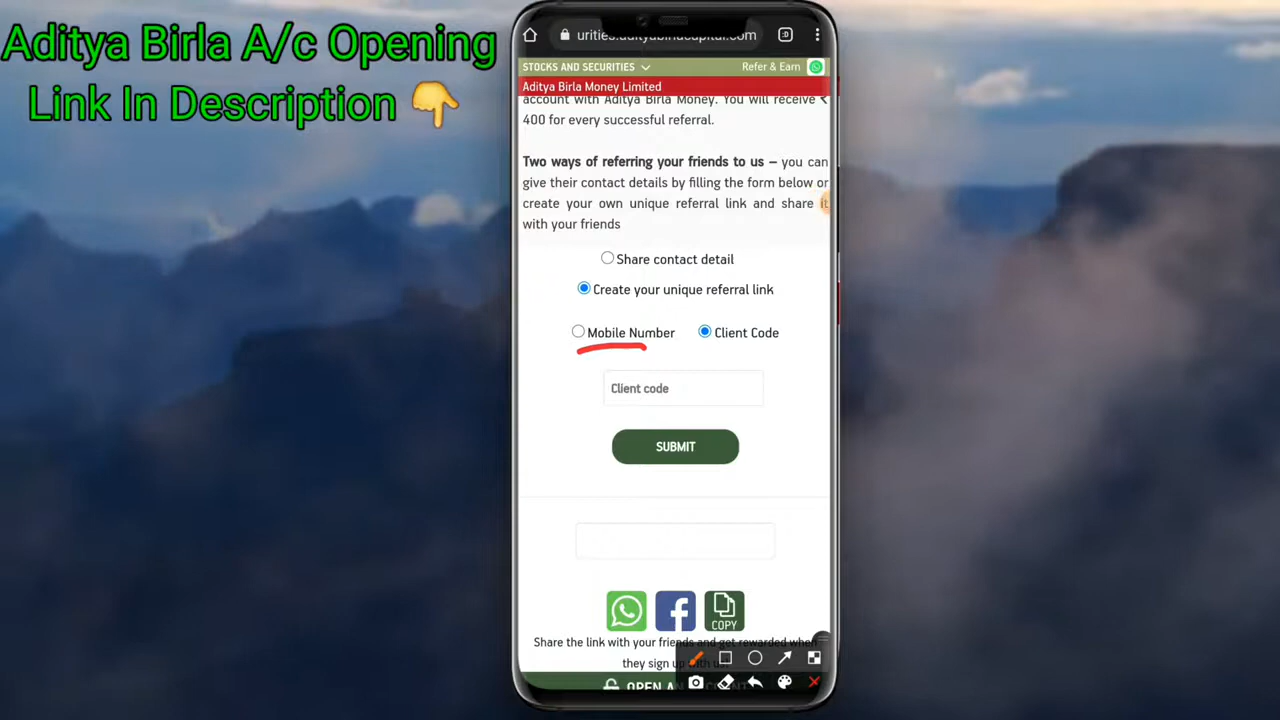 Aditya Birla A/c Opening
Link In Description 👇
urities.adityabirlacapital.com
:D
STOCKS AND SECURITIES
Refer & Earn
Aditya Birla Money Limited
account with Aditya Birla Money. You will receive ₹
400 for every successful referral.
Two ways of referring your friends to us – you can
give their contact details by filling the form below or
create your own unique referral link and share it
with your friends
Share contact detail
Create your unique referral link
Mobile Number
Client Code
Client code
SUBMIT
COPY
Share the link with your friends and get rewarded when
they sign up with us.
OPEN AN ACCOUNT